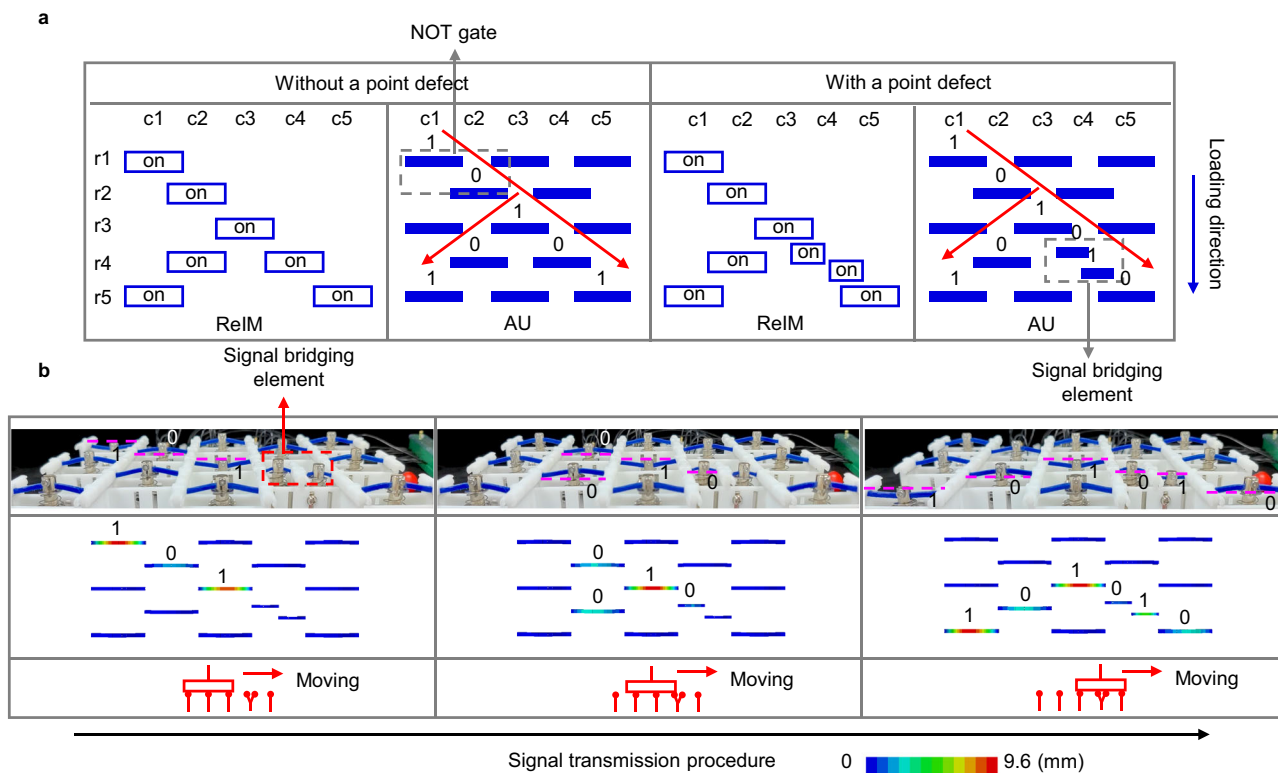 a
NOT gate
Without a point defect
With a point defect
c1 c2 c3 c4 c5
c1 c2 c3 c4 c5
c1 c2 c3 c4 c5
c1 c2 c3 c4 c5
1
1
r1
on
on
0
0
r2
on
on
r3
on
on
1
1
0 0
0 0
r4
on on
on on
1
on
r5
on on
on on
1 1
1 0
ReIM
AU
ReIM
AU
Loading direction
Signal bridging
element
Signal bridging
element
b
0
1
1
0
1
0
0
1
0
1
0
1
0
1
0
1
0
1
0
0
1
0
1
0
1
0
Moving
Moving
Moving
Signal transmission procedure
0 9.6 (mm)